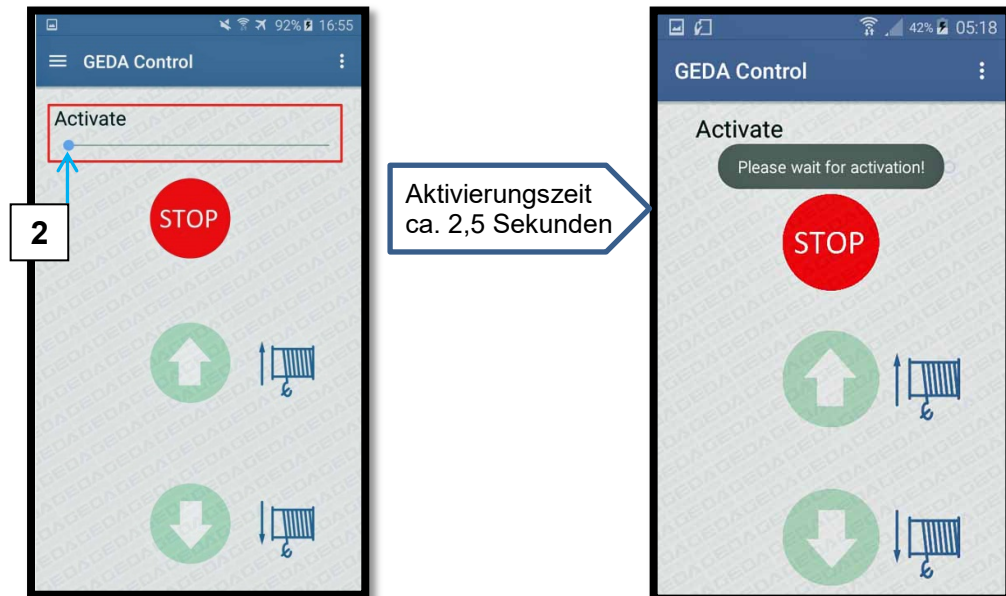 92% 16:55
GEDA Control
Activate
2
STOP
Aktivierungszeit
ca. 2,5 Sekunden
42% 05:18
GEDA Control
Activate
Please wait for activation!
STOP